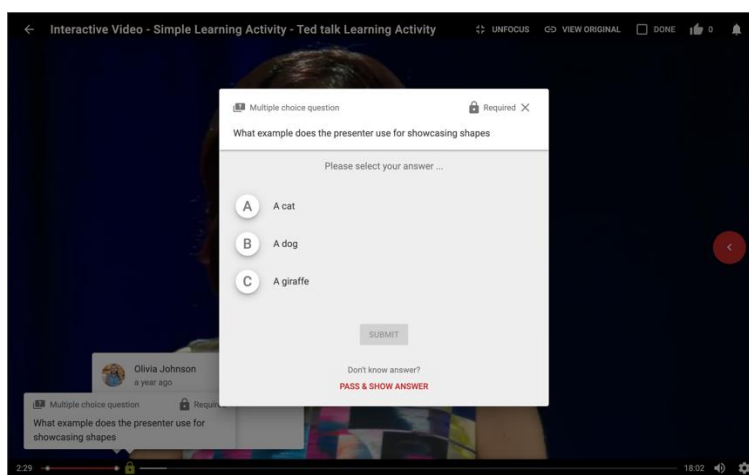 Interactive Video - Simple Learning Activity - Ted talk Learning Activity
UNFOCUS
VIEW ORIGINAL
DONE
0
Multiple choice question
Required
What example does the presenter use for showcasing shapes
Please select your answer ...
A A cat
B A dog
C A giraffe
SUBMIT
Don't know answer?
PASS & SHOW ANSWER
Olivia Johnson
a year ago
Multiple choice question
What example does the presenter use for
showcasing shapes
2:29
18:02